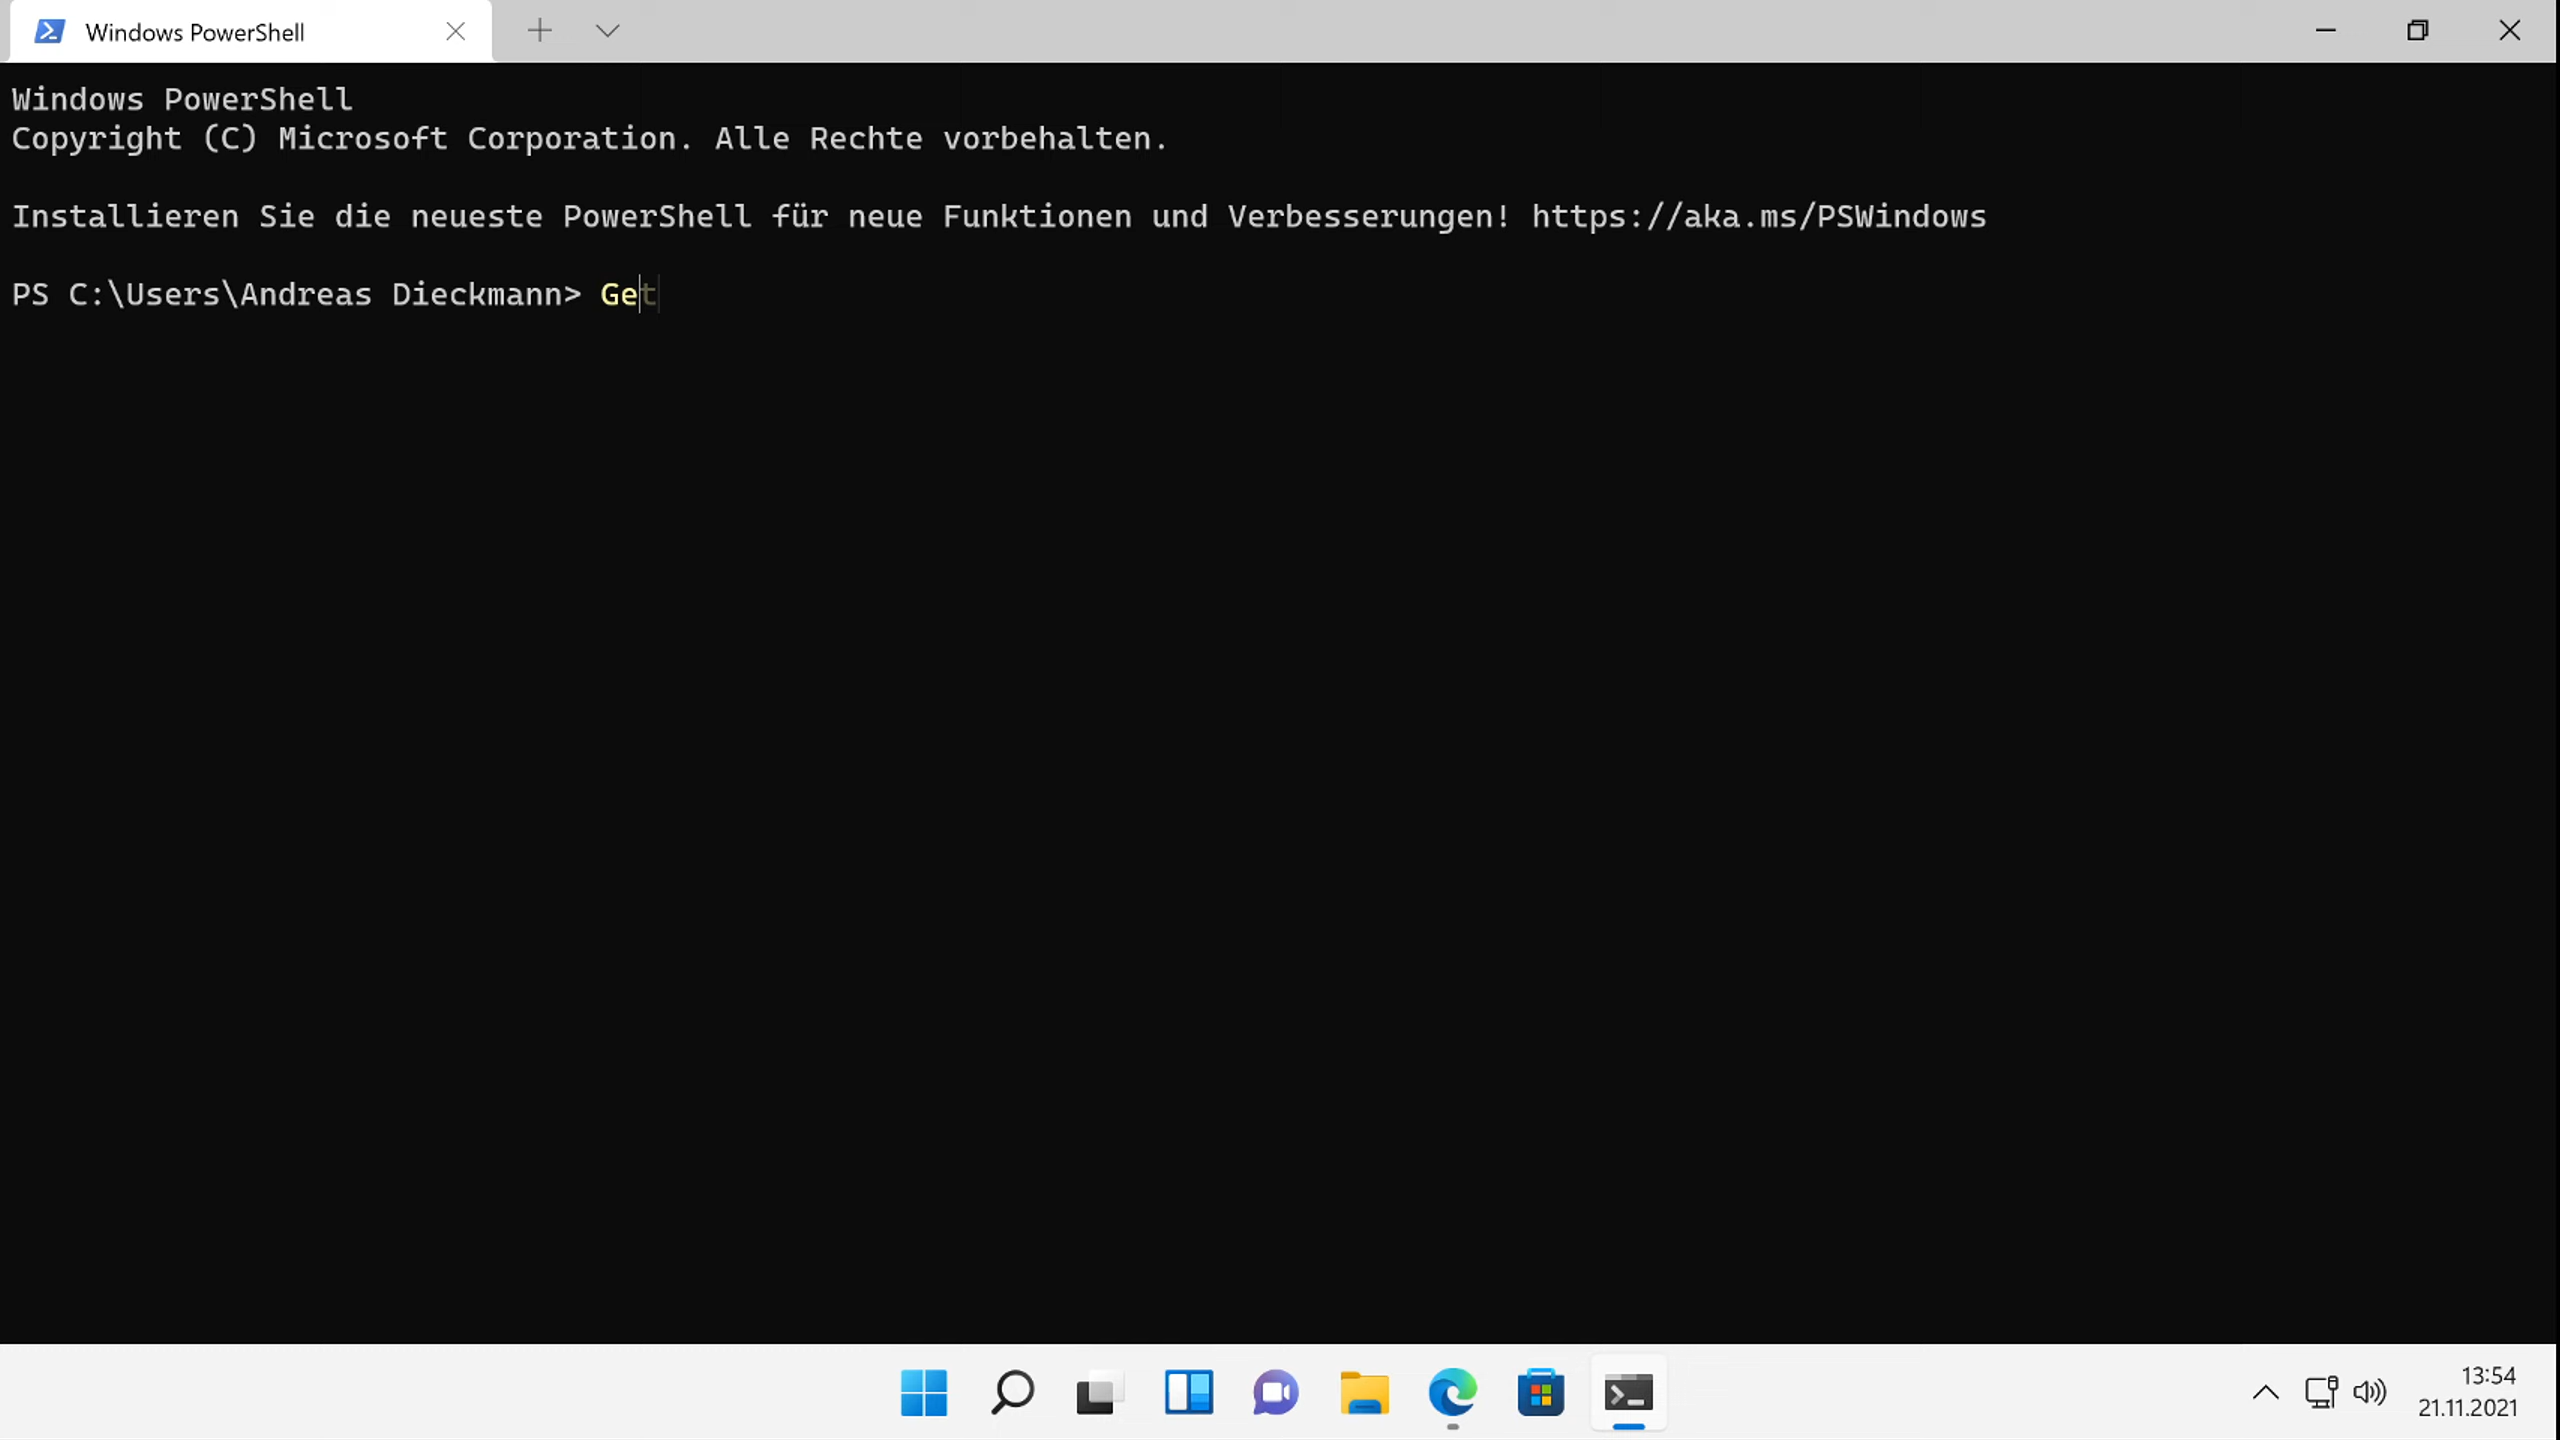 Windows PowerShell
Windows PowerShell
Copyright (C) Microsoft Corporation. Alle Rechte vorbehalten.
Installieren Sie die neueste PowerShell für neue Funktionen und Verbesserungen! https://aka.ms/PSWindows
PS C:\Users\Andreas Dieckmann> Get
13:54
21.11.2021